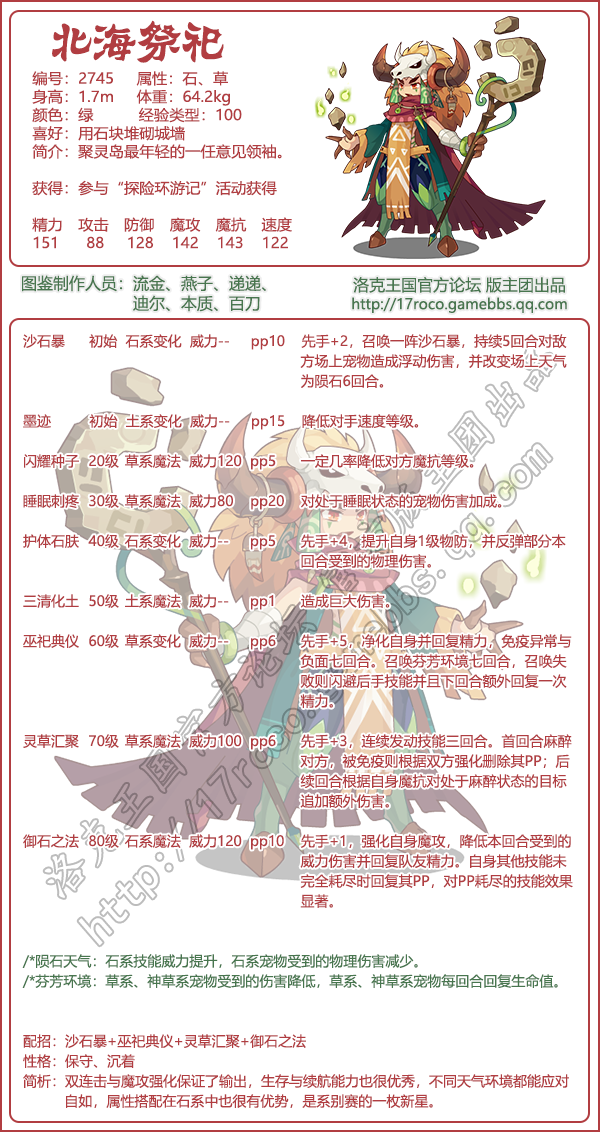 北海祭祀
编号：2745 属性：石、草
身高：1.7m 体重：64.2kg
颜色：绿 经验类型：100
喜好：用石块堆砌城墙
简介：聚灵岛最年轻的一任意见领袖。
获得：参与“探险环游记”活动获得
精力 攻击 防御 魔攻 魔抗 速度
151 88 128 142 143 122
图鉴制作人员：流金、燕子、递递、
迪尔、本质、百刀
洛克王国官方论坛 版主团出品
http://17roco.gamebbs.qq.com
沙石暴 初始 石系变化 威力-- pp10 先手+2，召唤一阵沙石暴，持续5回合对敌
方场上宠物造成浮动伤害，并改变场上天气
为陨石6回合。
墨迹 初始 土系变化 威力-- pp15 降低对手速度等级。
闪耀种子 20级 草系魔法 威力120 pp5 一定几率降低对方魔抗等级。
睡眠刺疼 30级 草系魔法 威力80 pp20 对处于睡眠状态的宠物伤害加成。
护体石肤 40级 石系变化 威力-- pp5 先手+4，提升自身1级物防，并反弹部分本
回合受到的物理伤害。
三清化土 50级 土系魔法 威力-- pp1 造成巨大伤害。
巫祀典仪 60级 草系变化 威力-- pp6 先手+5，净化自身并回复精力，免疫异常与
负面七回合。召唤芬芳环境七回合，召唤失
败则闪避后手技能并且下回合额外回复一次
精力。
灵草汇聚 70级 草系魔法 威力100 pp6 先手+3，连续发动技能三回合。首回合麻醉
对方，被免疫则根据双方强化删除其PP；后
续回合根据自身魔抗对处于麻醉状态的目标
追加额外伤害。
御石之法 80级 石系魔法 威力120 pp10 先手+1，强化自身魔攻，降低本回合受到的
威力伤害并回复队友精力。自身其他技能未
完全耗尽时回复其PP，对PP耗尽的技能效果
显著。
/*陨石天气：石系技能威力提升，石系宠物受到的物理伤害减少。
/*芬芳环境：草系、神草系宠物受到的伤害降低，草系、神草系宠物每回合回复生命值。
配招：沙石暴+巫祀典仪+灵草汇聚+御石之法
性格：保守、沉着
简析：双连击与魔攻强化保证了输出，生存与续航能力也很优秀，不同天气环境都能应对
自如，属性搭配在石系中也很有优势，是系别赛的一枚新星。
洛克王国官方论坛 版主团出品
http://17roco.gamebbs.qq.com